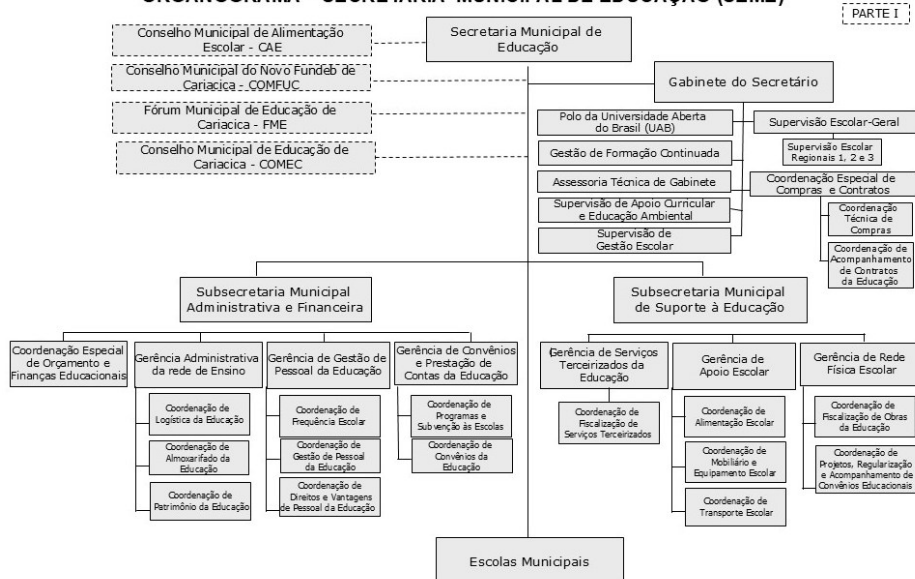 ORGANOGRAMA - SECRETARIA MUNICIPAL DE EDUCAÇÃO (SEME)
PARTE I
Conselho Municipal de Alimentação
Escolar - CAE
Secretaria Municipal de
Educação
Conselho Municipal do Novo Fundeb de
Cariacica - COMFUC
Gabinete do Secretário
Fórum Municipal de Educação de
Cariacica - FME
Polo da Universidade Aberta
do Brasil (UAB)
Supervisão Escolar-Geral
Conselho Municipal de Educação de
Cariacica - COMEC
Gestão de Formação Continuada
Supervisão Escolar
Regionais 1, 2 e 3
Assessoria Técnica de Gabinete
Coordenação Especial de
Compras e Contratos
Supervisão de Apoio Curricular
e Educação Ambiental
Coordenação
Técnica de
Compras
Supervisão de
Gestão Escolar
Coordenação de
Acompanhamento
de Contratos
da Educação
Subsecretaria Municipal
Administrativa e Financeira
Subsecretaria Municipal
de Suporte à Educação
Coordenação Especial
de Orçamento e
Finanças Educacionais
Gerência Administrativa
da rede de Ensino
Gerência de Gestão de
Pessoal da Educação
Gerência de Convênios
e Prestação de
Contas da Educação
Gerência de Serviços
Terceirizados da
Educação
Gerência de
Apoio Escolar
Gerência de Rede
Física Escolar
Coordenação de
Logística da Educação
Coordenação de
Frequência Escolar
Coordenação de
Programas e
Subvenção às Escolas
Coordenação de
Fiscalização de
Serviços Terceirizados
Coordenação de
Alimentação Escolar
Coordenação de
Fiscalização de Obras
da Educação
Coordenação de
Almoxarifado da
Educação
Coordenação de
Gestão de Pessoal
da Educação
Coordenação de
Convênios da
Educação
Coordenação de
Mobiliário e
Equipamento Escolar
Coordenação de
Projetos, Regularização
e Acompanhamento de
Convênios Educacionais
Coordenação de
Patrimônio da Educação
Coordenação de
Direitos e Vantagens
de Pessoal da Educação
Coordenação de
Transporte Escolar
Escolas Municipais